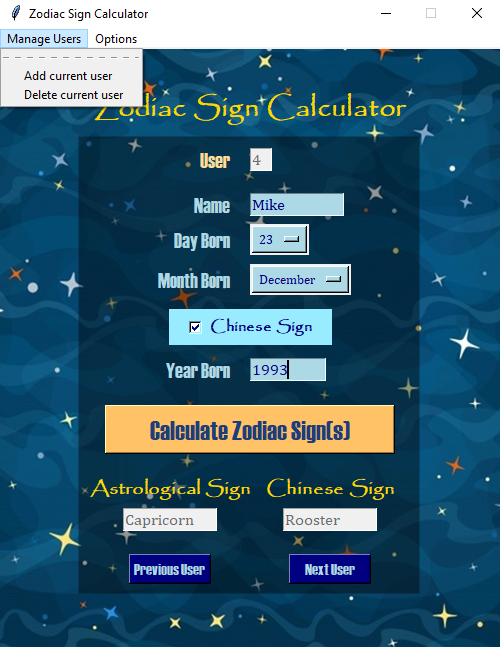 Zodiac Sign Calculator
Manage Users Options
Add current user
Delete current user
Zodiac Sign Calculator
User 4
Name Mike
Day Born 23
Month Born December
Chinese Sign
Year Born 1993
Calculate Zodiac Sign(s)
Astrological Sign Chinese Sign
Capricorn Rooster
Previous User Next User